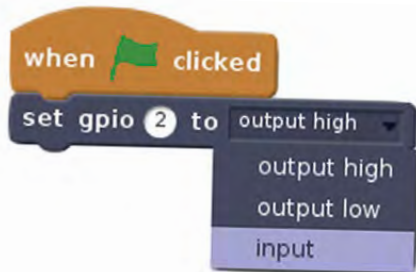 when clicked
set gpio 2 to output high
output high
output low
input